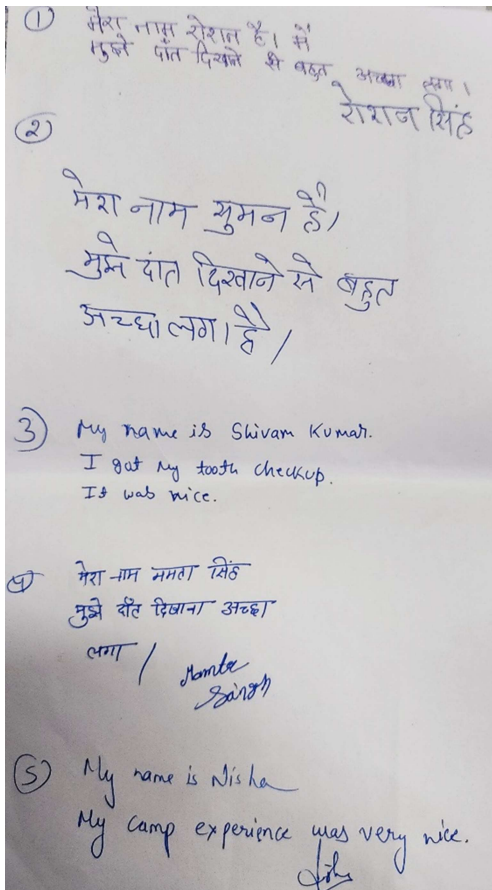 ① मेरा नाम रोशन है। मैं
मुझे दाँत दिखाने से बहुत अच्छा लगा।
रोशन सिंह
②
मेरा नाम सुमन है।
मुझे दांत दिखाने से बहुत
अच्छा लगा है।
3) My name is Shivam Kumar.
I got my tooth checkup.
It was nice.
4) मेरा नाम ममता सिंह
मुझे दाँत दिखाना अच्छा
लगा।
Mamta
Singh
⑤ My name is Nisha
My camp experience was very nice.